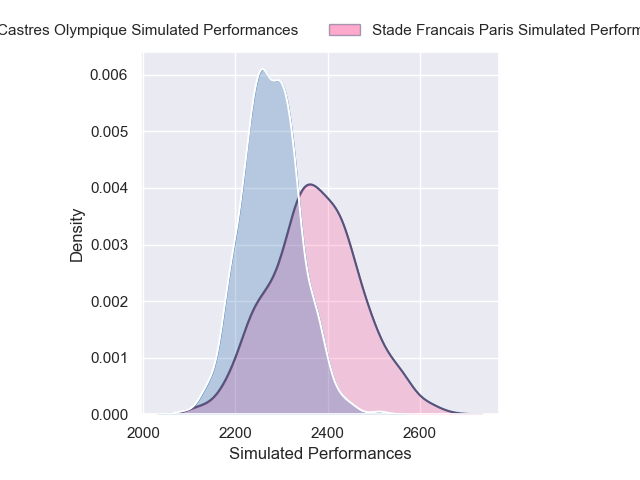 Castres Olympique Simulated Performances Stade Francais Paris Simulated Perform
0.006
0.005
0.004
0.003
0.002
0.001
0.000
Density
2000 2200 2400 2600
Simulated Performances